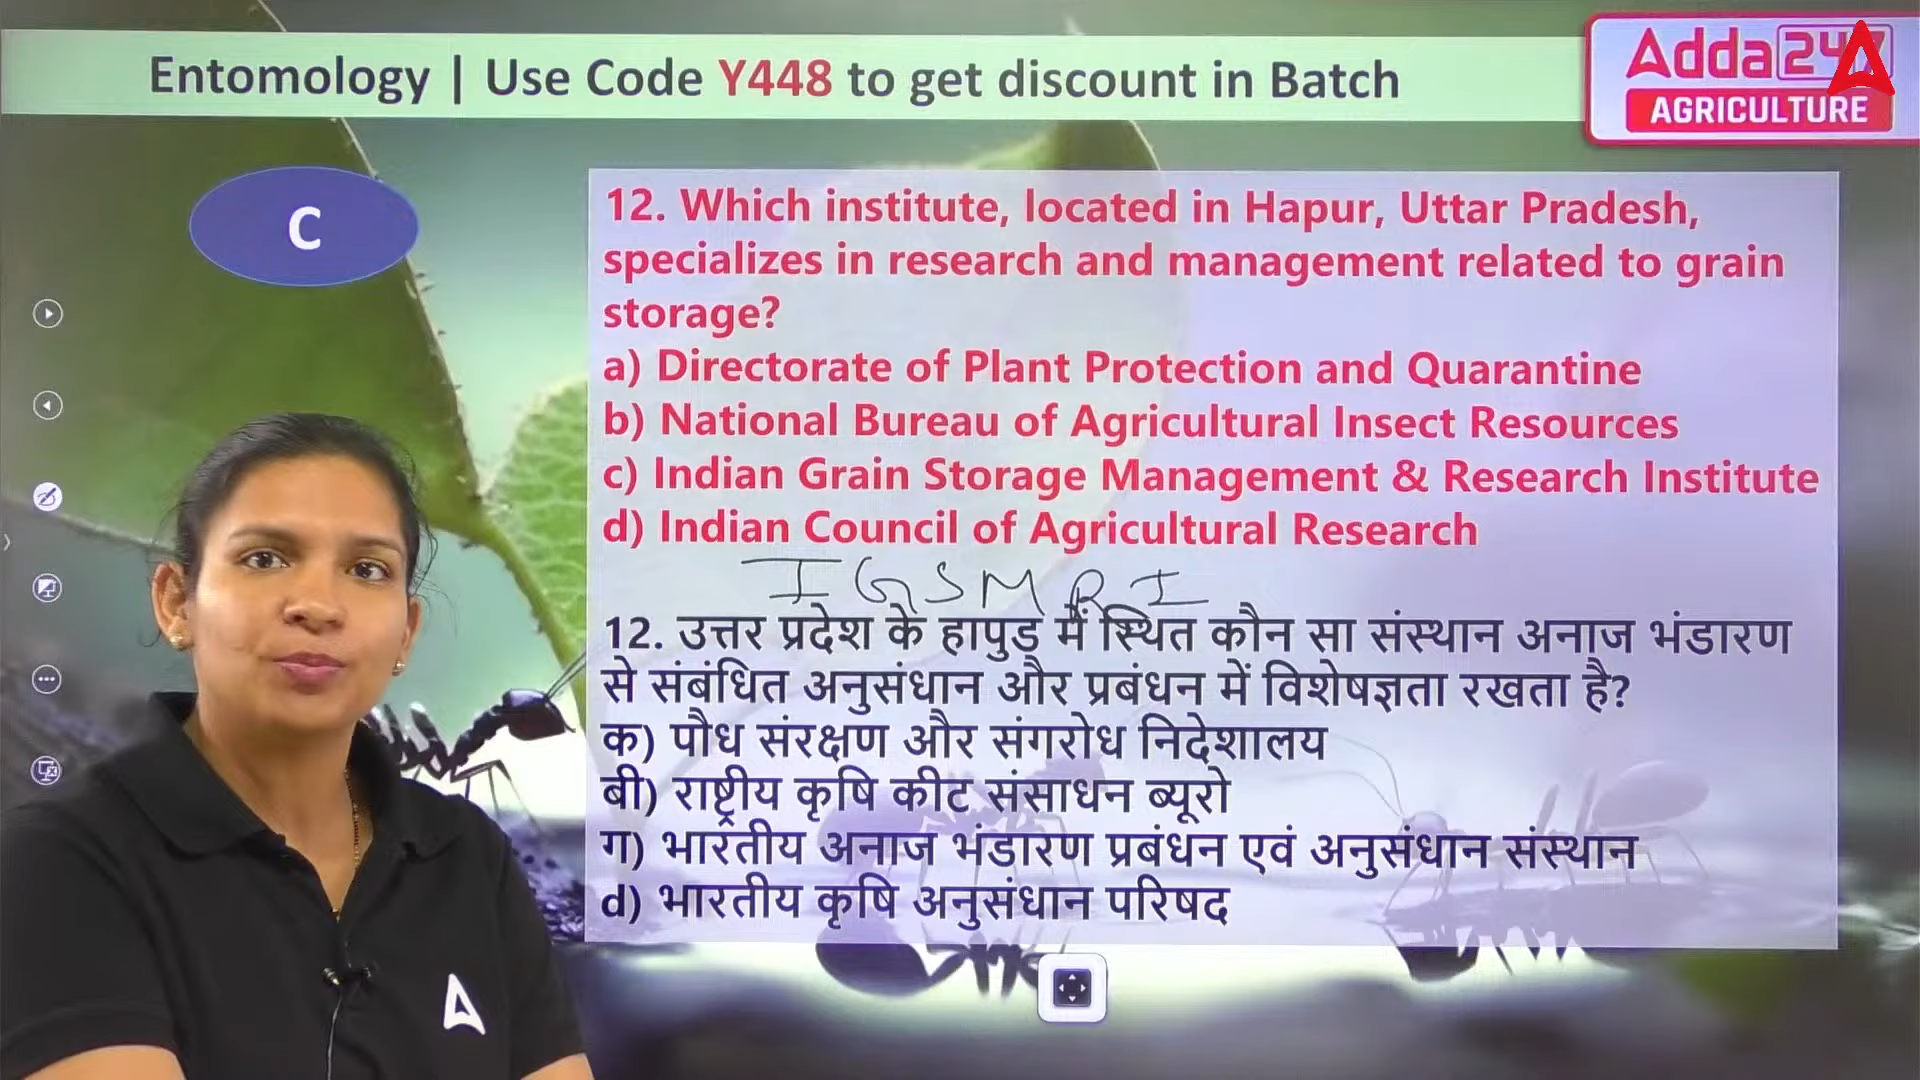 Entomology | Use Code Y448 to get discount in Batch
Adda247
AGRICULTURE
C
12. Which institute, located in Hapur, Uttar Pradesh,
specializes in research and management related to grain
storage?
a) Directorate of Plant Protection and Quarantine
b) National Bureau of Agricultural Insect Resources
c) Indian Grain Storage Management & Research Institute
d) Indian Council of Agricultural Research
IGSMRI
12. उत्तर प्रदेश के हापुड़ में स्थित कौन सा संस्थान अनाज भंडारण
से संबंधित अनुसंधान और प्रबंधन में विशेषज्ञता रखता है?
क) पौध संरक्षण और संगरोध निदेशालय
बी) राष्ट्रीय कृषि कीट संसाधन ब्यूरो
ग) भारतीय अनाज भंडारण प्रबंधन एवं अनुसंधान संस्थान
d) भारतीय कृषि अनुसंधान परिषद